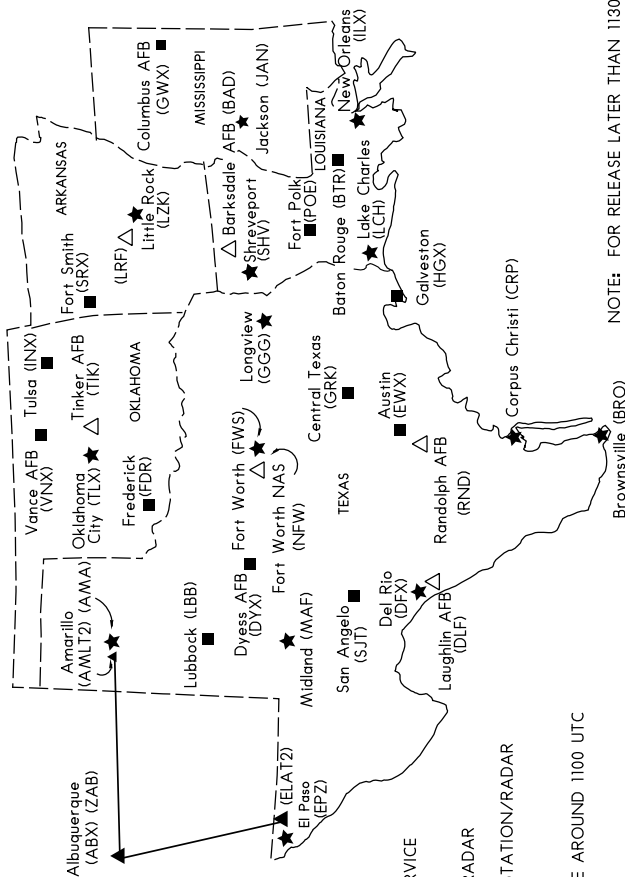 Columbus AFB
(GWX)
MISSISSIPPI
Jackson (JAN)
New Orleans
(ILX)
ARKANSAS
Little Rock
(LZK)
(LRF)
Fort Smith
(SRX)
Barksdale AFB (BAD)
Shreveport
(SHV)
LOUISIANA
Fort Polk
(POE)
Baton Rouge (BTR)
Lake Charles
(LCH)
Tulsa (INX)
Vance AFB
(VNX)
Tinker AFB
(TIK)
Oklahoma
City (TLX)
OKLAHOMA
Frederick
(FDR)
Longview
(GGG)
Fort Worth (FWS)
Fort Worth NAS
(NFW)
Central Texas
(GRK)
Austin
(EWX)
Galveston
(HGX)
TEXAS
Randolph AFB
(RND)
Corpus Christi (CRP)
Brownsville (BRO)
Amarillo
(AMLT2) (AMA)
Lubbock (LBB)
Dyess AFB
(DYX)
Midland (MAF)
San Angelo
(SJT)
Del Rio
(DFX)
Laughlin AFB
(DLF)
Albuquerque
(ABX) (ZAB)
(ELAT2)
El Paso
(EPZ)
RVICE
RADAR
TATION/RADAR
E AROUND 1100 UTC
NOTE: FOR RELEASE LATER THAN 1130